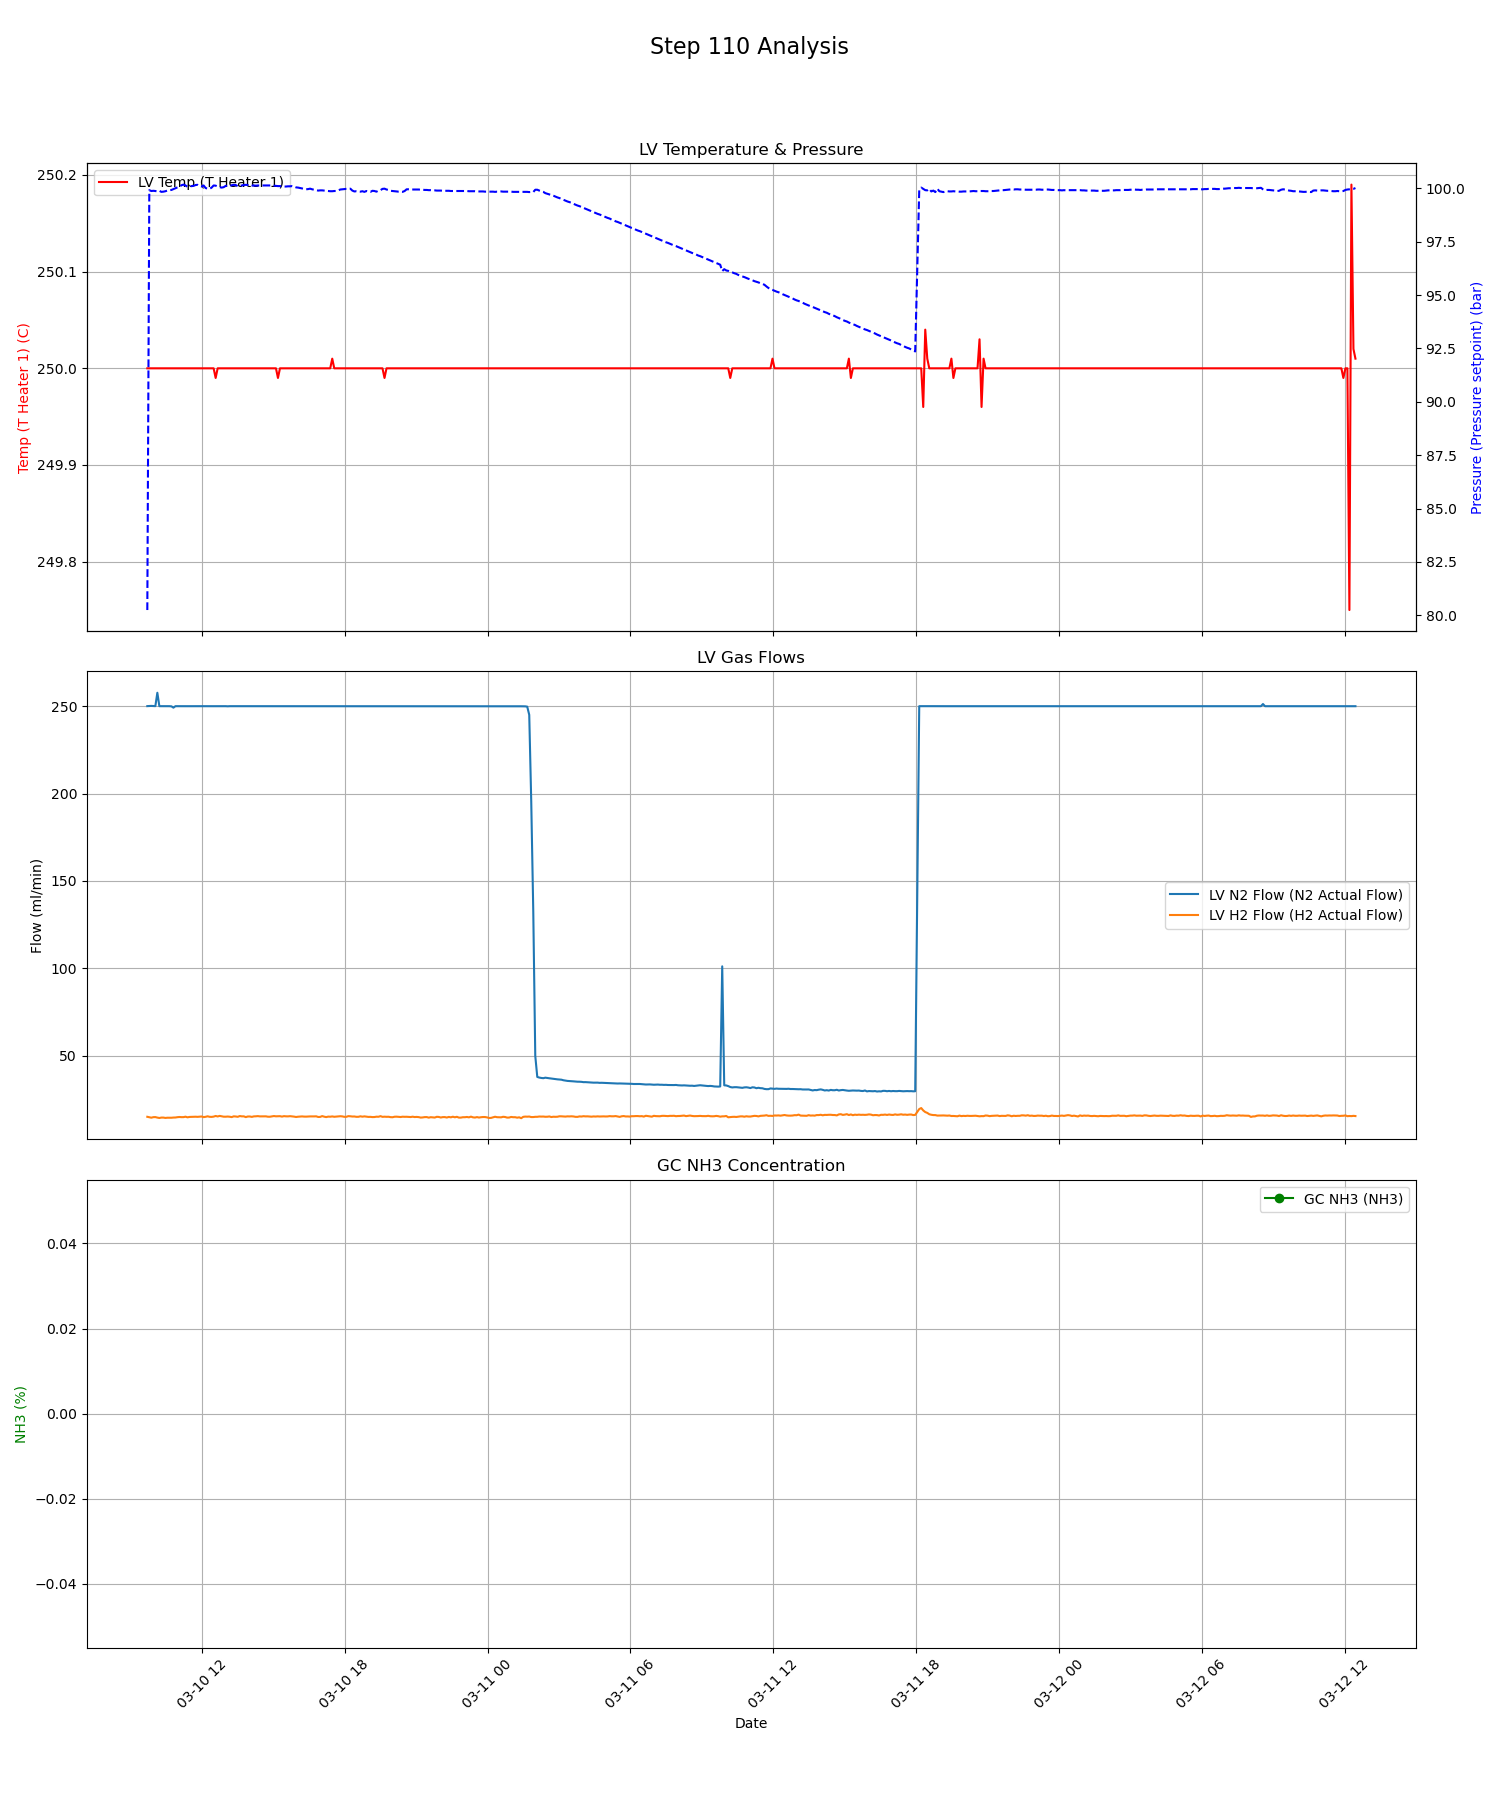 Step 110 Analysis
LV Temperature & Pressure
LV Temp (T Heater 1)
250.2
250.1
250.0
249.9
249.8
Temp (T Heater 1) (C)
100.0
97.5
95.0
92.5
90.0
87.5
85.0
82.5
80.0
Pressure (Pressure setpoint) (bar)
LV Gas Flows
250
200
150
100
50
Flow (ml/min)
LV N2 Flow (N2 Actual Flow)
LV H2 Flow (H2 Actual Flow)
GC NH3 Concentration
GC NH3 (NH3)
0.04
0.02
0.00
−0.02
−0.04
NH3 (%)
03-10 12
03-10 18
03-11 00
03-11 06
03-11 12
03-11 18
03-12 00
03-12 06
03-12 12
Date